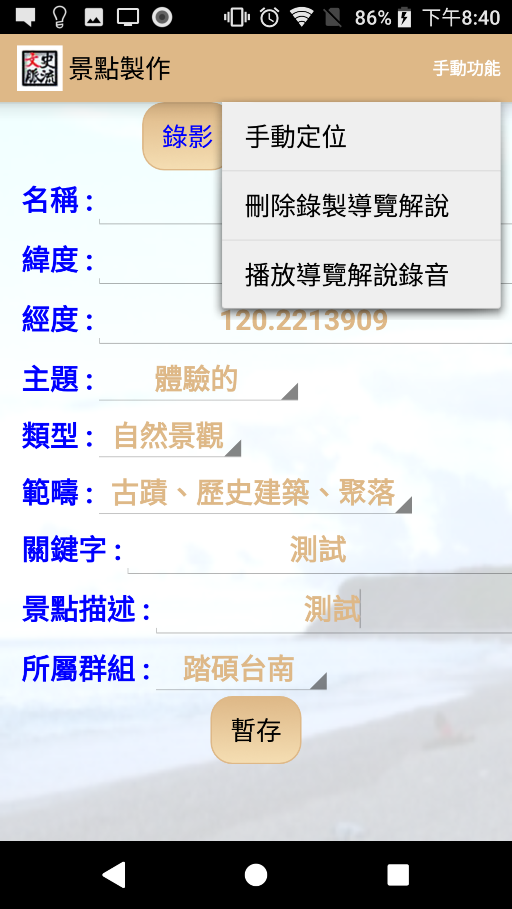 86% 下午8:40
文史脈流 景點製作 手動功能
錄影 手動定位
名稱 :
刪除錄製導覽解說
緯度 :
播放導覽解說錄音
經度 : 120.2213909
主題 : 體驗的
類型 : 自然景觀
範疇 : 古蹟、歷史建築、聚落
關鍵字 : 測試
景點描述 : 測試
所屬群組 : 踏碩台南
暫存